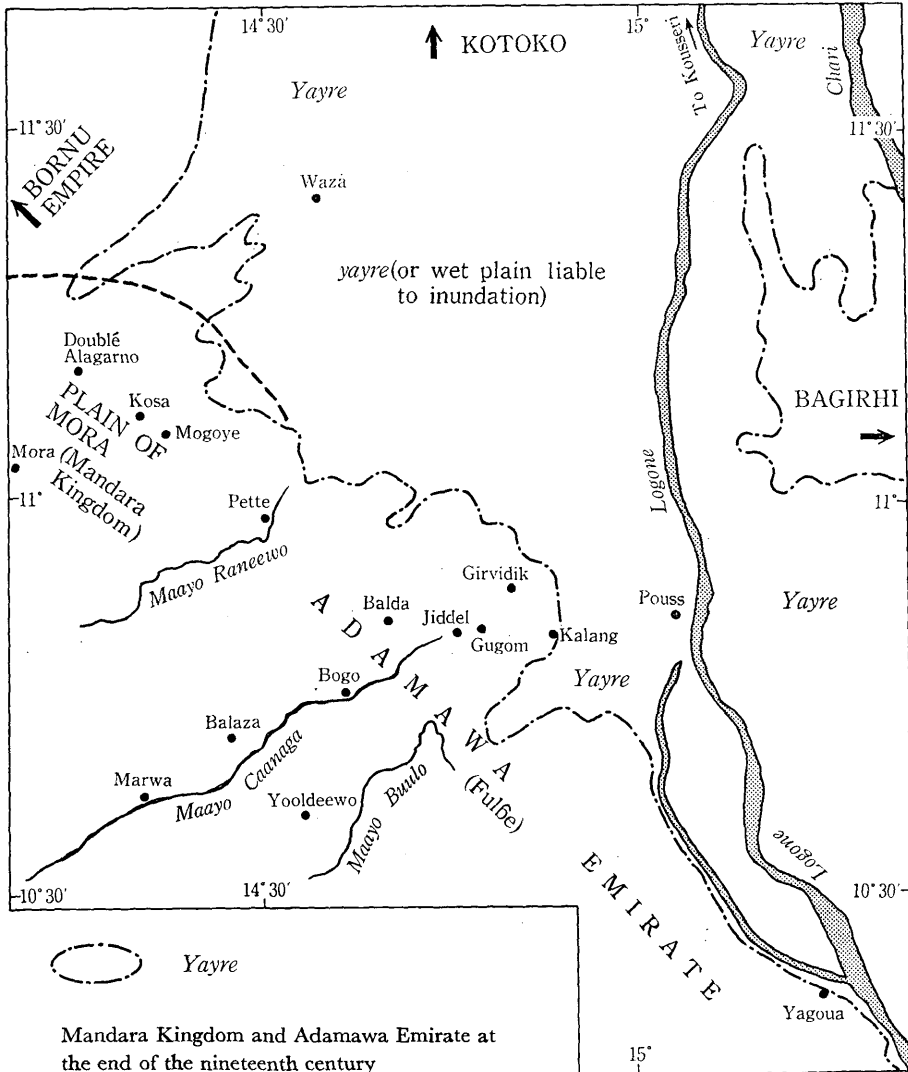 14°30′
15°
KOTOKO
Yayre
To Kousseri
Yayre
Chari
11°30′
11°30′
BORNU
EMPIRE
Waza
yayre(or wet plain liable
to inundation)
Doublé
Alagarno
Kosa
Mogoye
PLAIN OF
MORA
(Mandara
Kingdom)
Mora
BAGIRHI
Logone
11°
11°
Pette
Maayo Raneewo
Girvidik
Balda
Jiddel
Gugom
Kalang
Pouss
Yayre
Yayre
ADAMAWA
(Fulɓe)
EMIRATE
Bogo
Balaza
Maayo Caanaga
Marwa
Yooldeewo
Maayo Buulo
Logone
10°30′
14°30′
10°30′
Yagoua
15°
Yayre
Mandara Kingdom and Adamawa Emirate at
the end of the nineteenth century